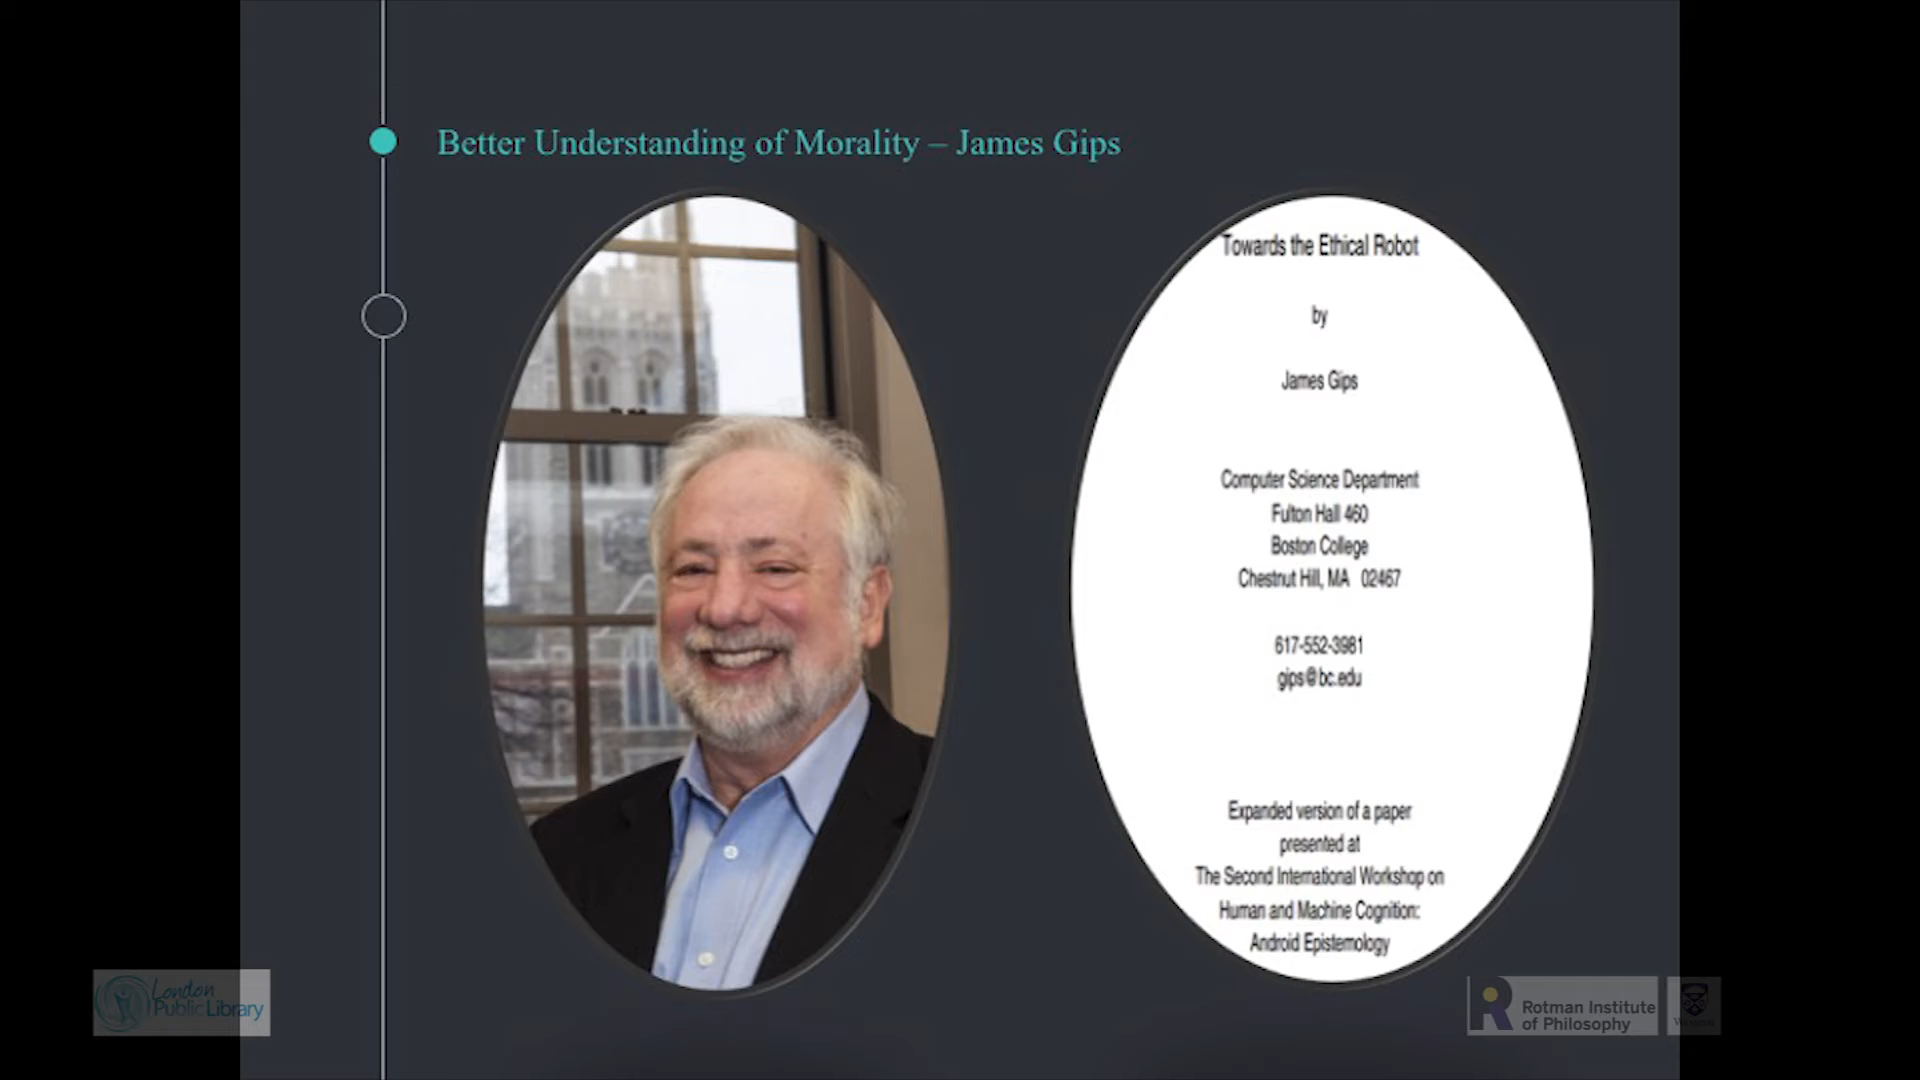 Better Understanding of Morality – James Gips
Towards the Ethical Robot
by
James Gips
Computer Science Department
Fulton Hall 460
Boston College
Chestnut Hill, MA 02467
617-552-3981
gips@bc.edu
Expanded version of a paper
presented at
The Second International Workshop on
Human and Machine Cognition:
Android Epistemology
London
Public Library
Rotman Institute
of Philosophy